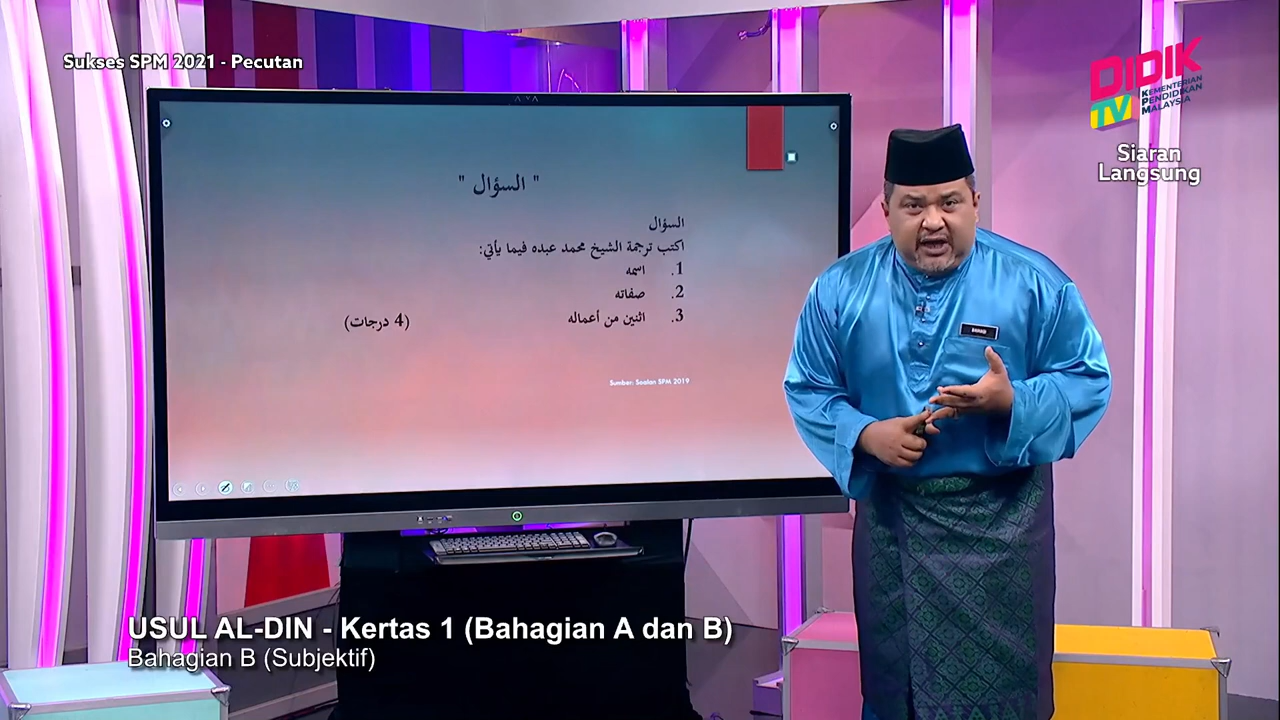 Sukses SPM 2021 - Pecutan
DIDIK
TV
KEMENTERIAN
PENDIDIKAN
MALAYSIA
Siaran
Langsung
" السؤال "
السؤال
اكتب ترجمة الشيخ محمد عبده فيما يأتي:
1. اسمه
2. صفاته
3. اثنين من أعماله (4 درجات)
Sumber: Soalan SPM 2019
USUL AL-DIN - Kertas 1 (Bahagian A dan B)
Bahagian B (Subjektif)